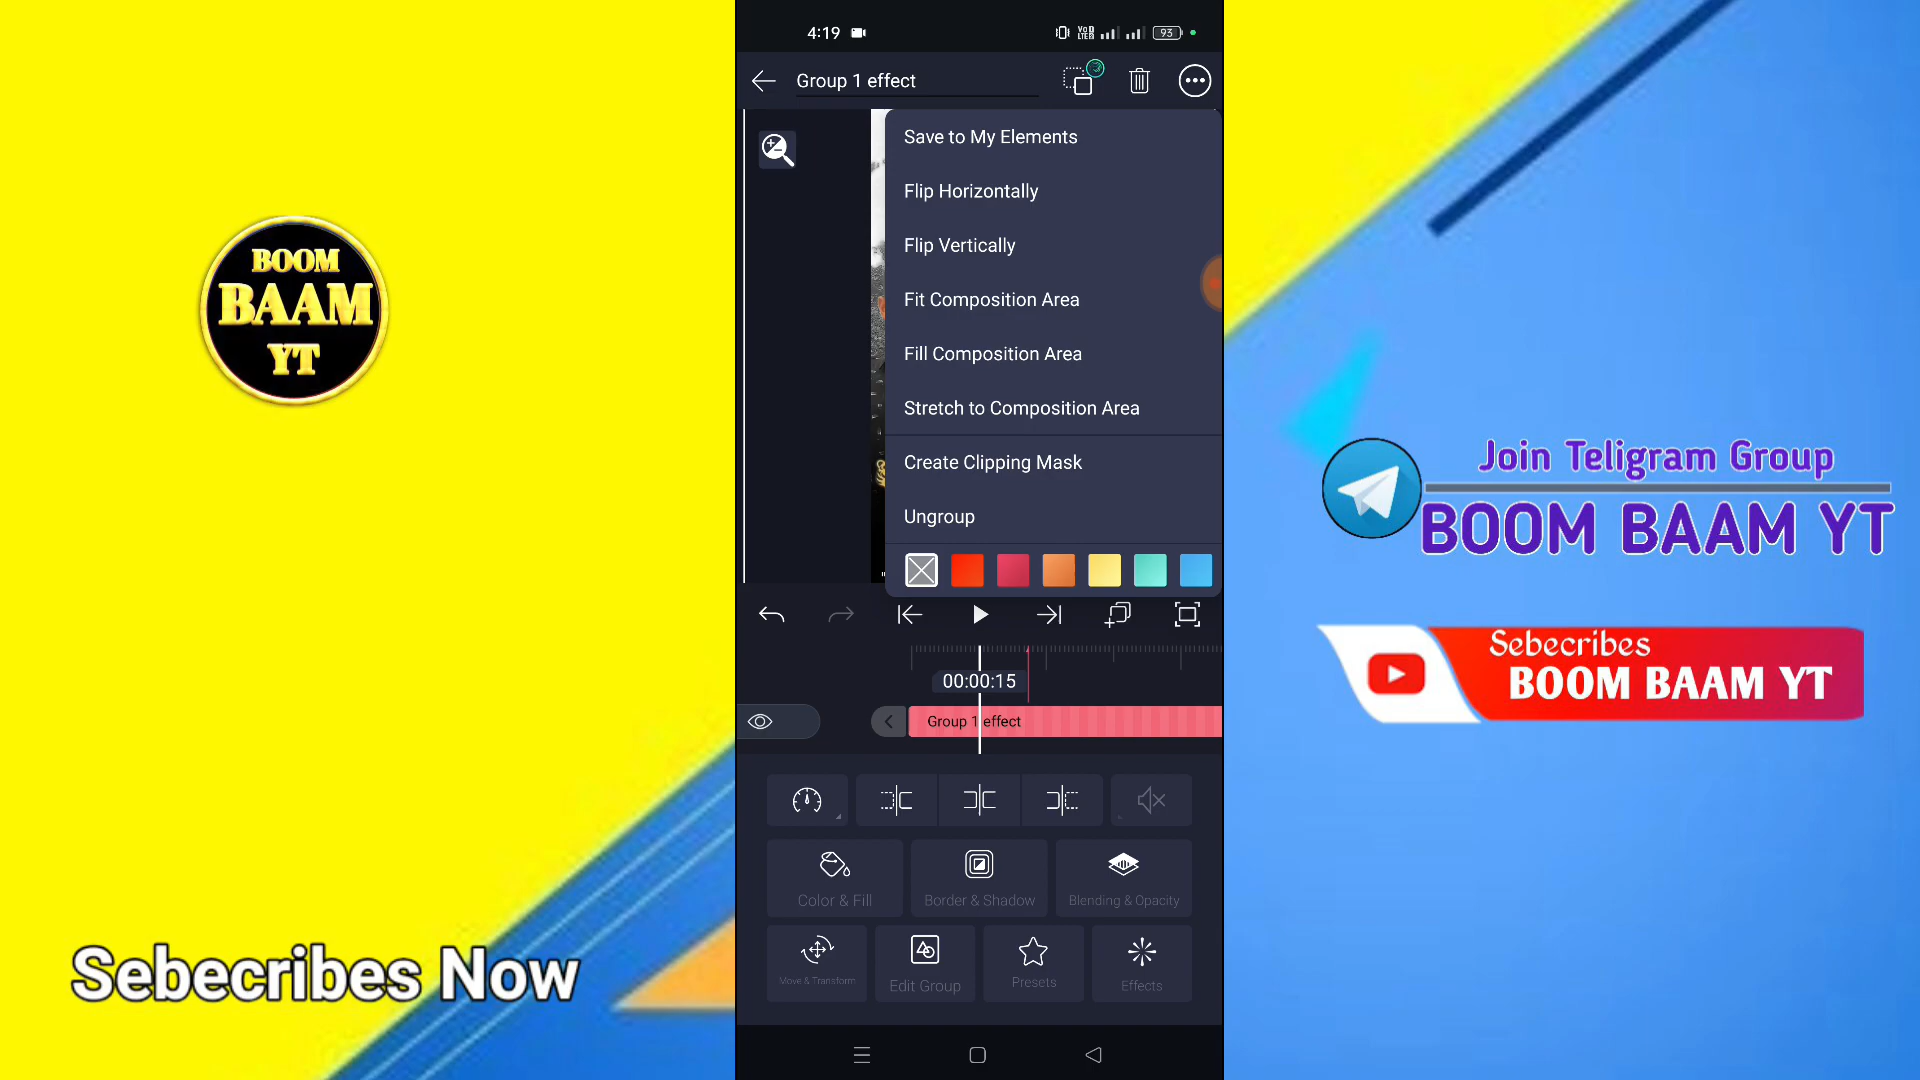 BOOM
BAAM
YT
Sebecribes Now
4:19
VoD
LTE
93
Group 1 effect
Save to My Elements
Flip Horizontally
Flip Vertically
Fit Composition Area
Fill Composition Area
Stretch to Composition Area
Create Clipping Mask
Ungroup
00:00:15
Group 1 effect
Color & Fill
Border & Shadow
Blending & Opacity
Move & Transform
Edit Group
Presets
Effects
Join Teligram Group
BOOM BAAM YT
Sebecribes
BOOM BAAM YT